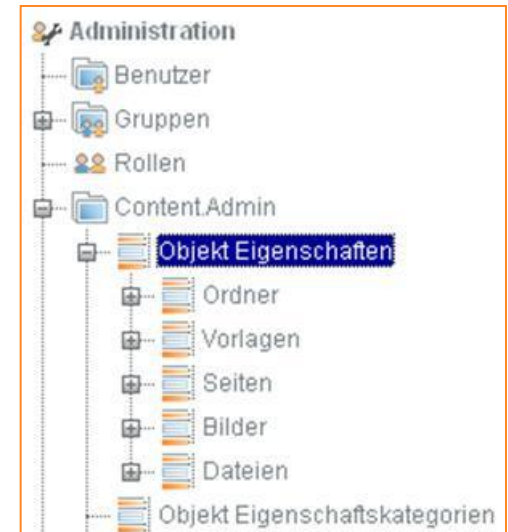 Administration
Benutzer
Gruppen
Rollen
Content.Admin
Objekt Eigenschaften
Ordner
Vorlagen
Seiten
Bilder
Dateien
Objekt Eigenschaftskategorien